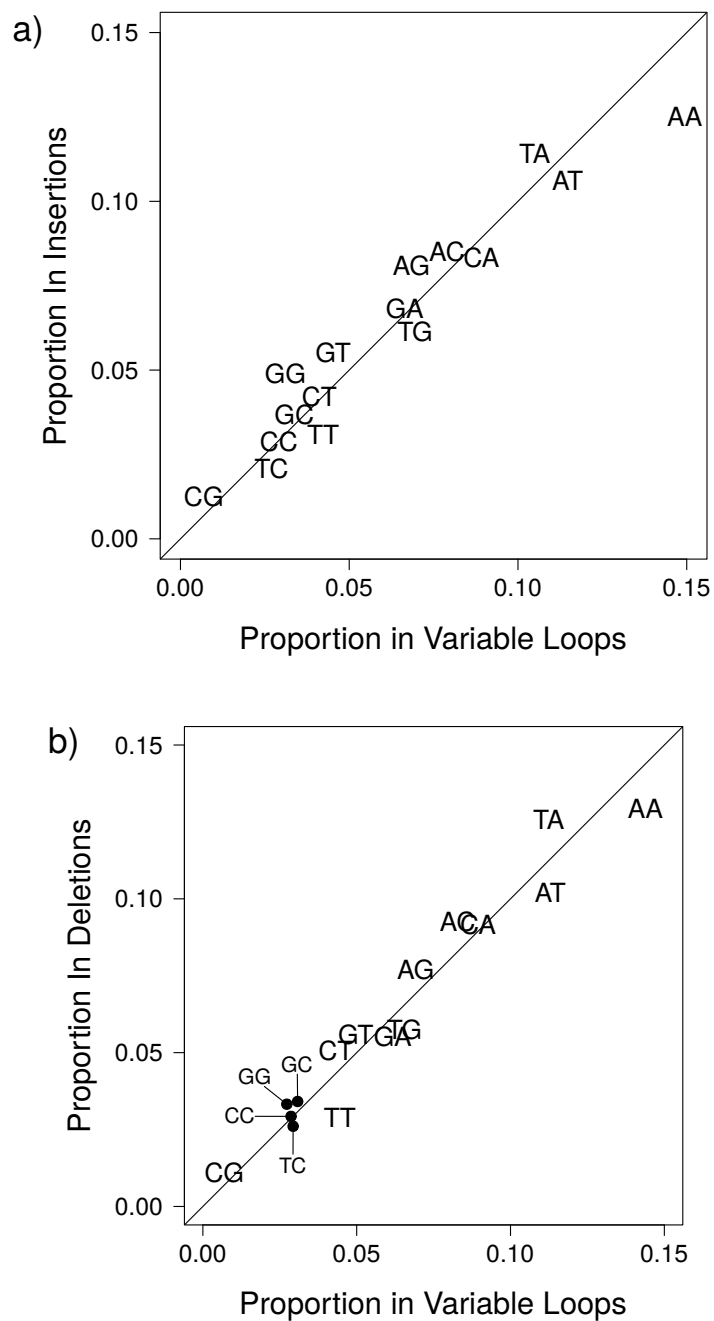 a)
0.15
0.10
0.05
0.00
Proportion In Insertions
AA
TA
AT
AC
CA
AG
GA
TG
GT
GG
CT
GC
TT
CC
TC
CG
0.00 0.05 0.10 0.15
Proportion in Variable Loops
b)
0.15
0.10
0.05
0.00
Proportion In Deletions
TA
AA
AT
AC
CA
AG
TG
GT
GA
CT
GC
GG
CC
TT
TC
CG
0.00 0.05 0.10 0.15
Proportion in Variable Loops